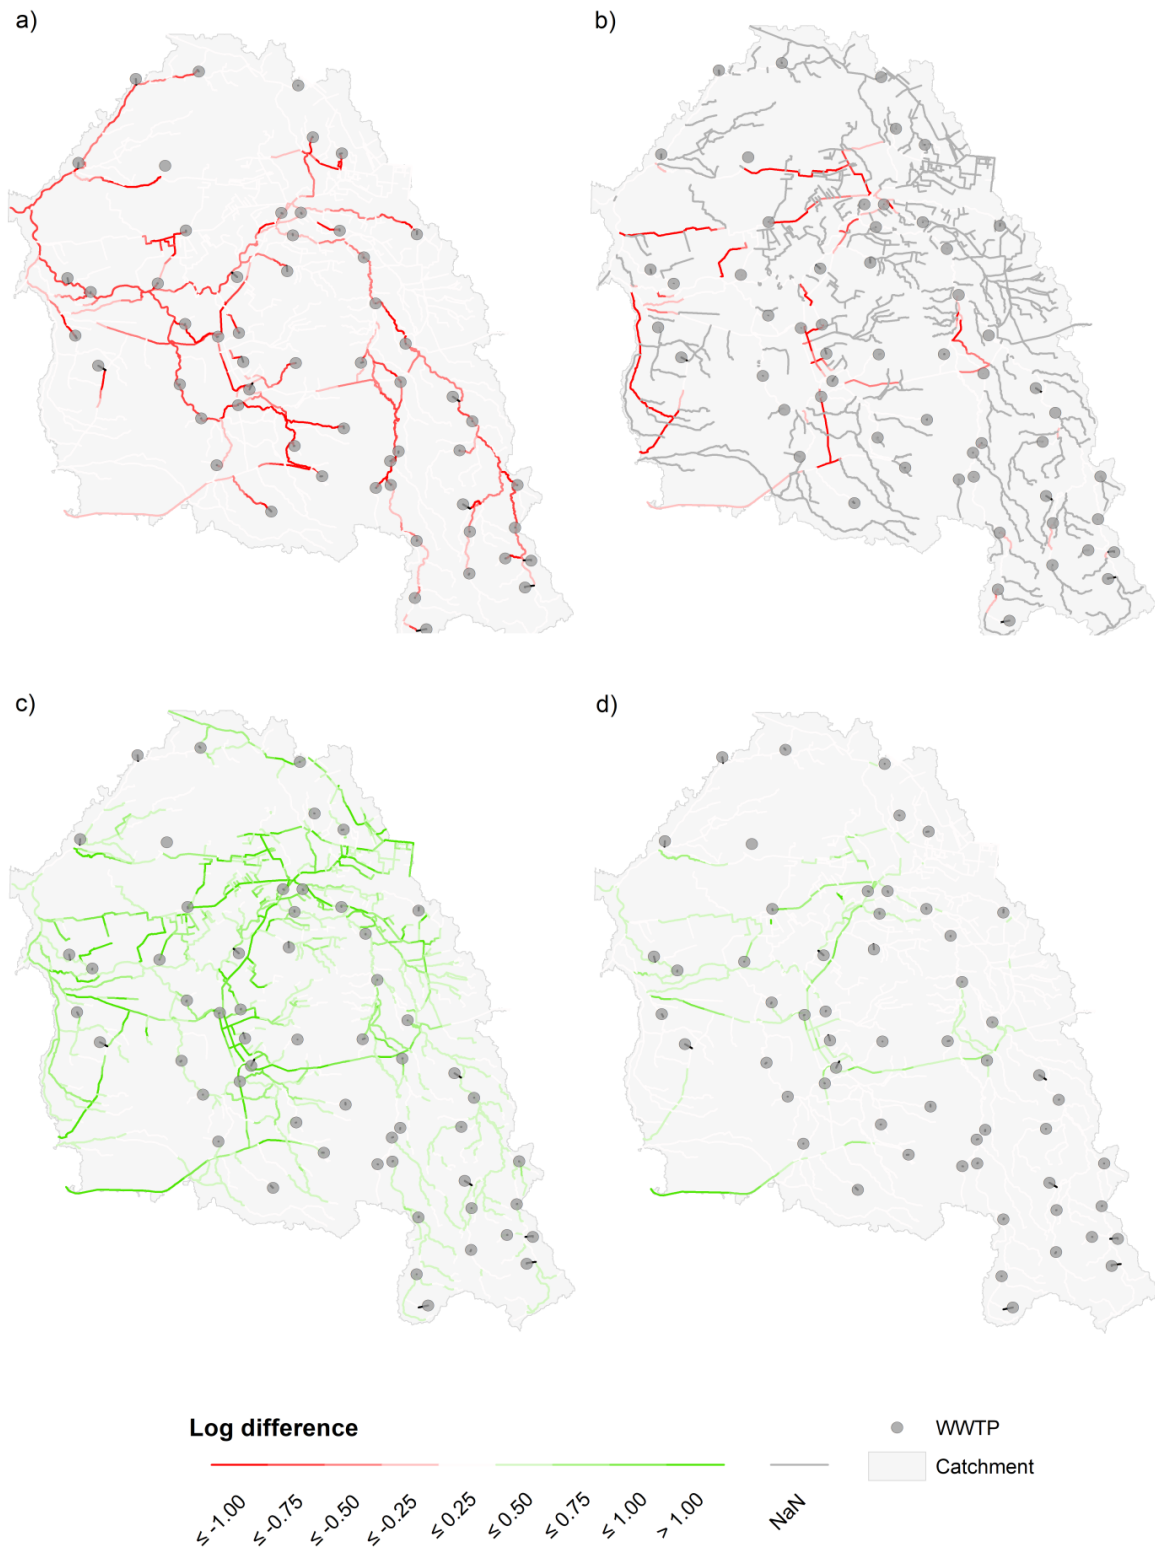 a)
b)
c)
d)
Log difference
WWTP
Catchment
≤ -1.00
≤ -0.75
≤ -0.50
≤ -0.25
≤ 0.25
≤ 0.50
≤ 0.75
≤ 1.00
> 1.00
NaN